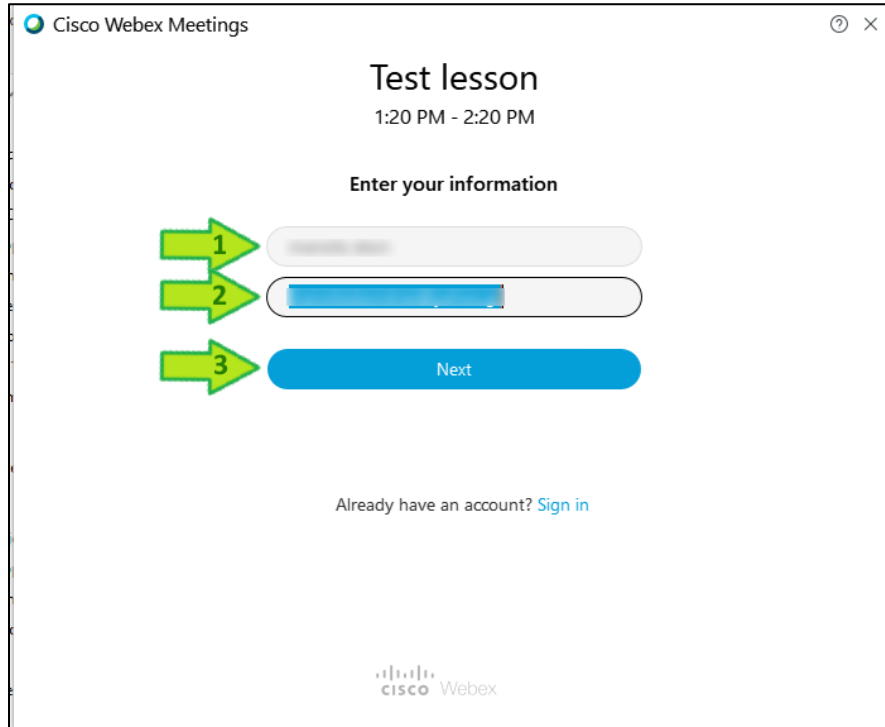 Cisco Webex Meetings
Test lesson
1:20 PM - 2:20 PM
Enter your information
1
2
3
Next
Already have an account? Sign in
CISCO Webex